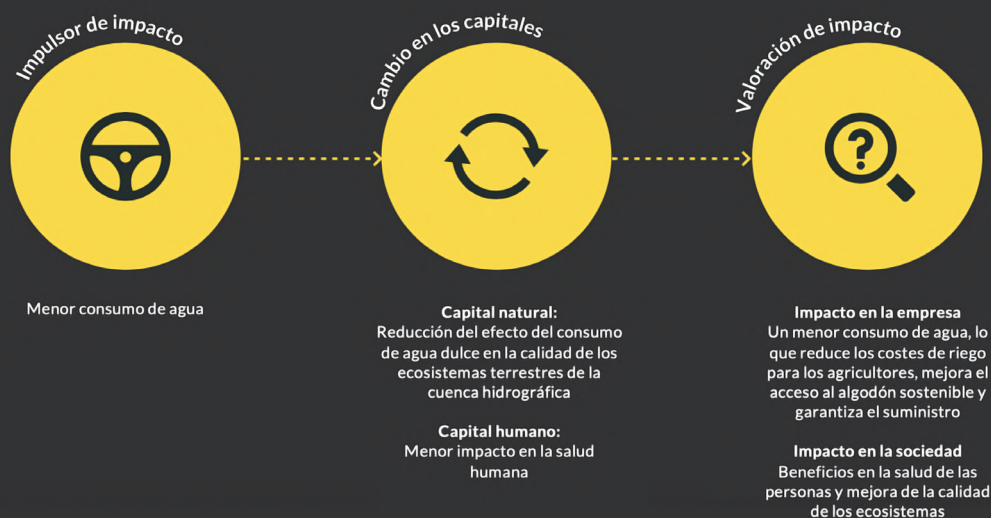 Impulsor de impacto
Menor consumo de agua
Cambio en los capitales
Capital natural:
Reducción del efecto del consumo
de agua dulce en la calidad de los
ecosistemas terrestres de la
cuenca hidrográfica
Capital humano:
Menor impacto en la salud
humana
Valoración de impacto
?
Impacto en la empresa
Un menor consumo de agua, lo
que reduce los costes de riego
para los agricultores, mejora el
acceso al algodón sostenible y
garantiza el suministro
Impacto en la sociedad
Beneficios en la salud de las
personas y mejora de la calidad
de los ecosistemas